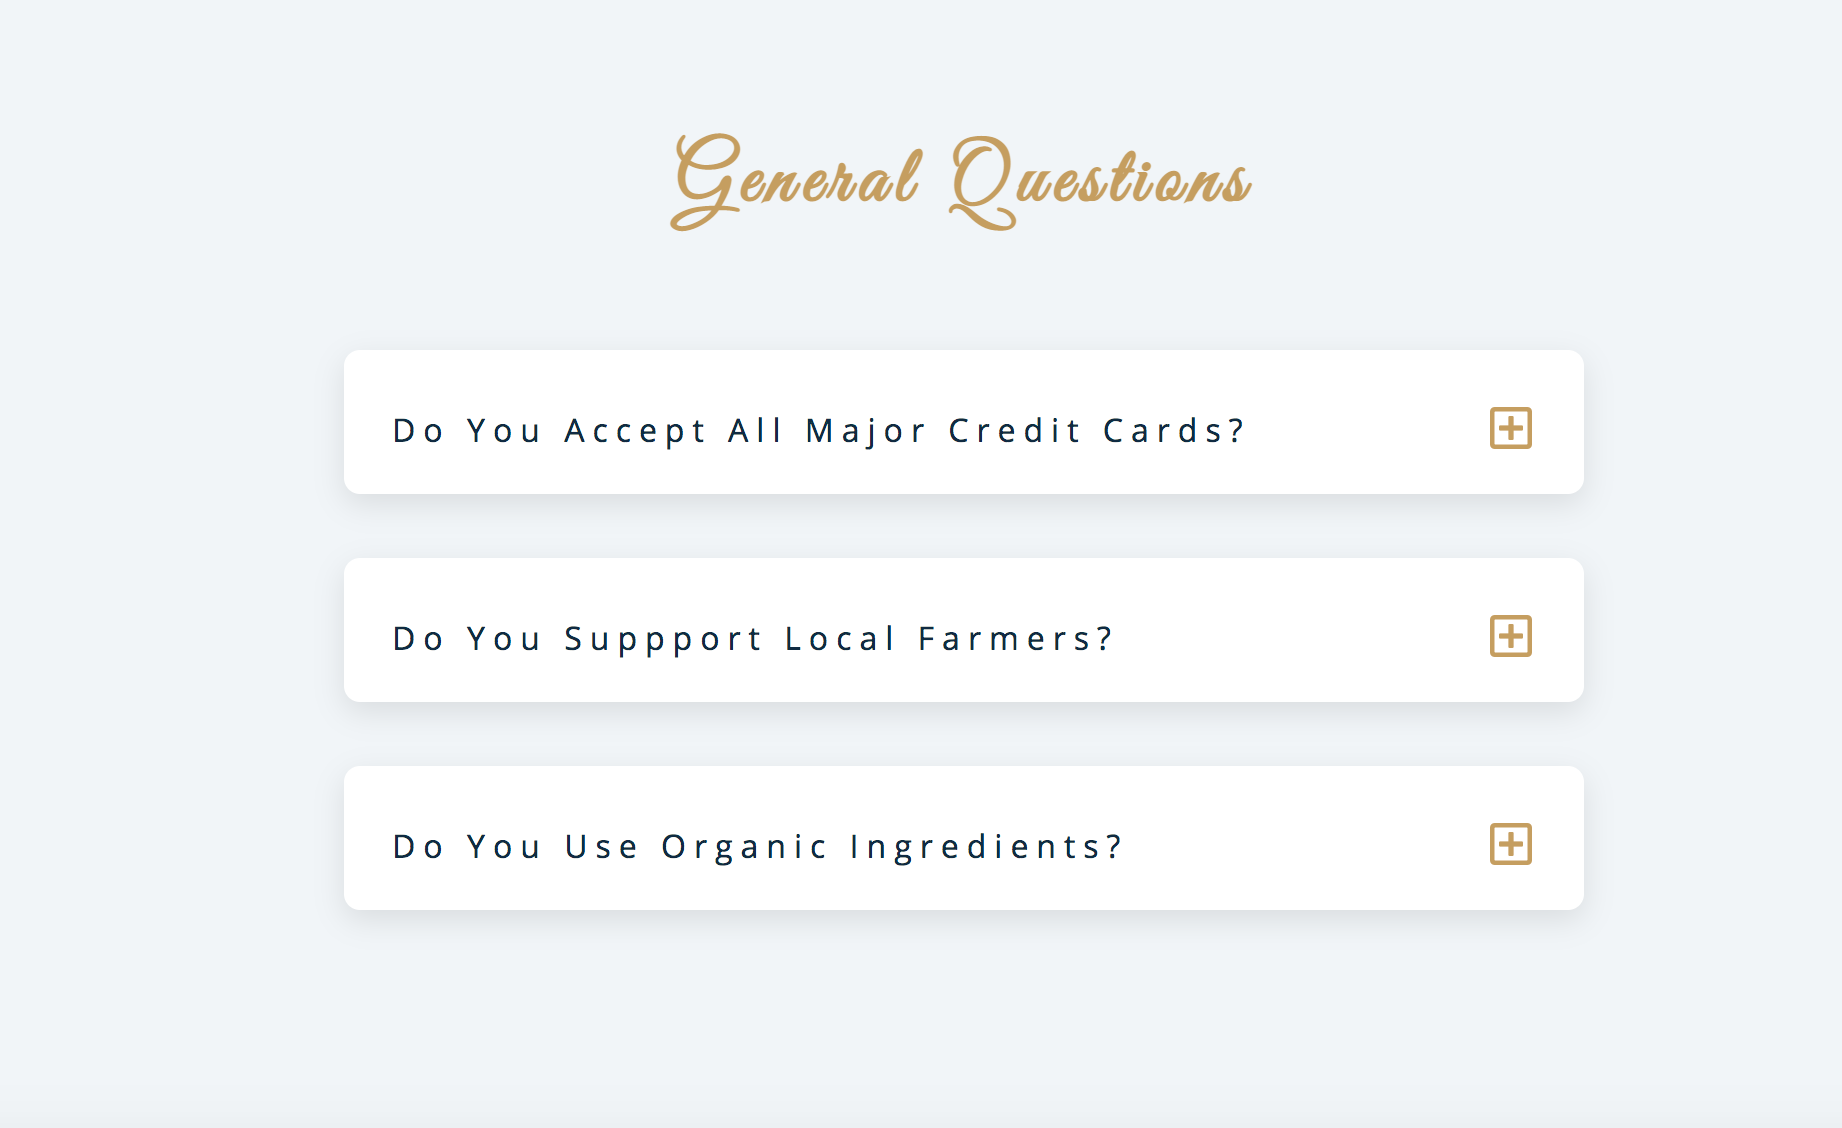 General Questions
Do You Accept All Major Credit Cards?
Do You Suppport Local Farmers?
Do You Use Organic Ingredients?